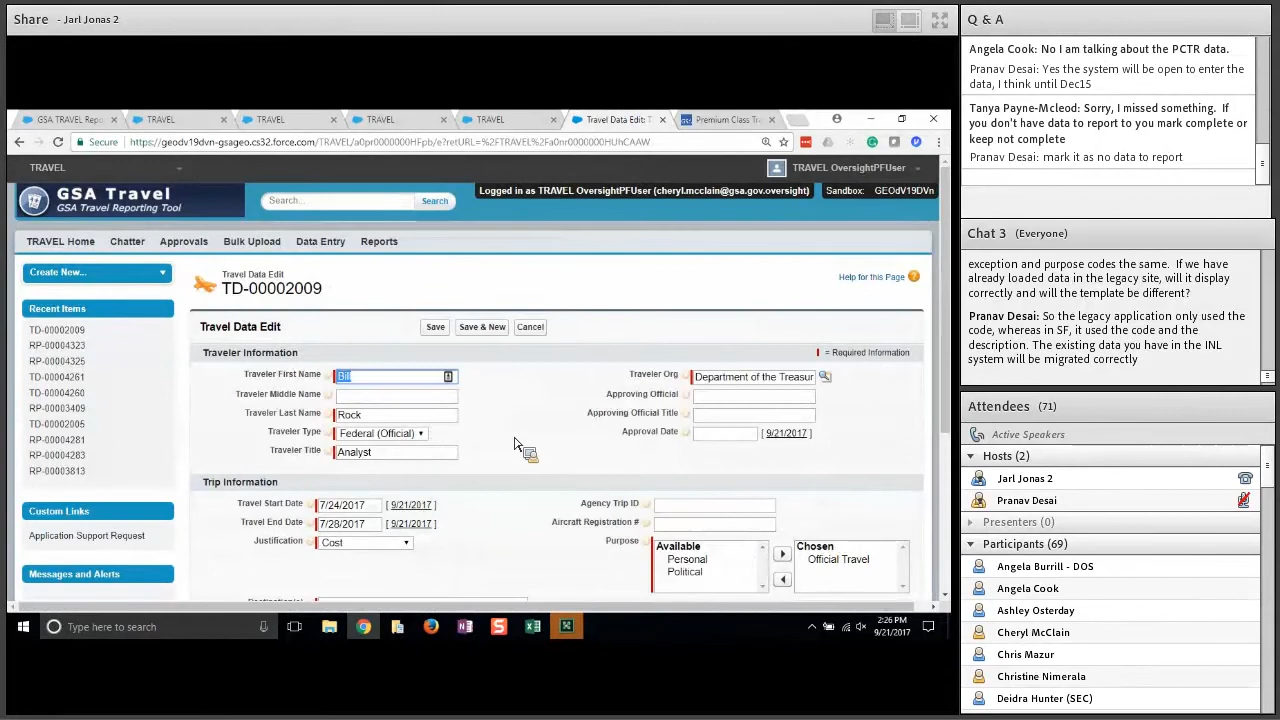 Share - Jarl Jonas 2
GSA TRAVEL Repo
TRAVEL
TRAVEL
TRAVEL
TRAVEL
Travel Data Edit: T
Premium Class Tra
Secure https://geodv19dvn-gsageo.cs32.force.com/TRAVEL/a0pr0000000HFpb/e?retURL=%2FTRAVEL%2Fa0nr0000000HUhCAAW
TRAVEL
TRAVEL OversightPFUser
GSA Travel
GSA Travel Reporting Tool
Search...
Search
Logged in as TRAVEL OversightPFUser (cheryl.mcclain@gsa.gov.oversight)
Sandbox: GEOdV19DVn
TRAVEL Home Chatter Approvals Bulk Upload Data Entry Reports
Create New...
Recent Items
TD-00002009
RP-00004323
RP-00004325
TD-00004261
TD-00004260
RP-00003409
TD-00002005
RP-00004281
RP-00004283
RP-00003813
Custom Links
Application Support Request
Messages and Alerts
Travel Data Edit
TD-00002009
Help for this Page
Travel Data Edit Save Save & New Cancel
Traveler Information
= Required Information
Traveler First Name Bill
Traveler Middle Name
Traveler Last Name Rock
Traveler Type Federal (Official)
Traveler Title Analyst
Traveler Org Department of the Treasur
Approving Official
Approving Official Title
Approval Date [ 9/21/2017 ]
Trip Information
Travel Start Date 7/24/2017 [ 9/21/2017 ]
Travel End Date 7/28/2017 [ 9/21/2017 ]
Justification Cost
Agency Trip ID
Aircraft Registration #
Purpose
Available
Personal
Political
Chosen
Official Travel
Type here to search
2:26 PM
9/21/2017
Q & A
Angela Cook: No I am talking about the PCTR data.
Pranav Desai: Yes the system will be open to enter the
data, I think until Dec15
Tanya Payne-Mcleod: Sorry, I missed something. If
you don't have data to report to you mark complete or
keep not complete
Pranav Desai: mark it as no data to report
Chat 3 (Everyone)
exception and purpose codes the same. If we have
already loaded data in the legacy site, will it display
correctly and will the template be different?
Pranav Desai: So the legacy application only used the
code, whereas in SF, it used the code and the
description. The existing data you have in the INL
system will be migrated correctly
Attendees (71)
Active Speakers
Hosts (2)
Jarl Jonas 2
Pranav Desai
Presenters (0)
Participants (69)
Angela Burrill - DOS
Angela Cook
Ashley Osterday
Cheryl McClain
Chris Mazur
Christine Nimerala
Deidra Hunter (SEC)